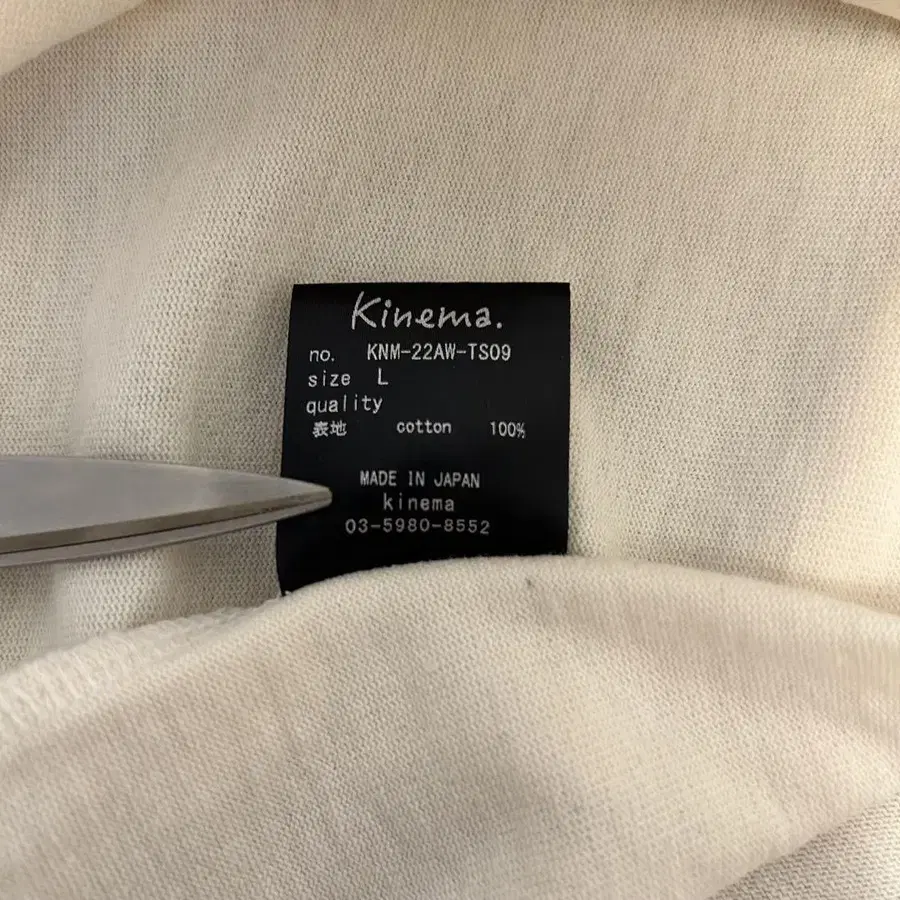 Kinema.
no. KNM-22AW-TS09
size L
quality
表地 cotton 100%
MADE IN JAPAN
kinema
03-5980-8552